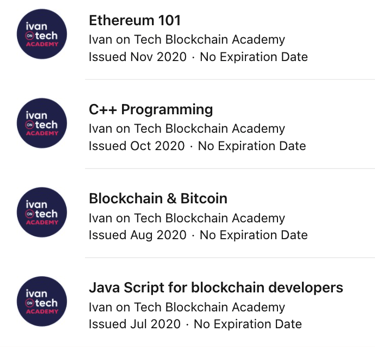 ivan
on tech
ACADEMY
Ethereum 101
Ivan on Tech Blockchain Academy
Issued Nov 2020 · No Expiration Date
ivan
on tech
ACADEMY
C++ Programming
Ivan on Tech Blockchain Academy
Issued Oct 2020 · No Expiration Date
ivan
on tech
ACADEMY
Blockchain & Bitcoin
Ivan on Tech Blockchain Academy
Issued Aug 2020 · No Expiration Date
ivan
on tech
ACADEMY
Java Script for blockchain developers
Ivan on Tech Blockchain Academy
Issued Jul 2020 · No Expiration Date